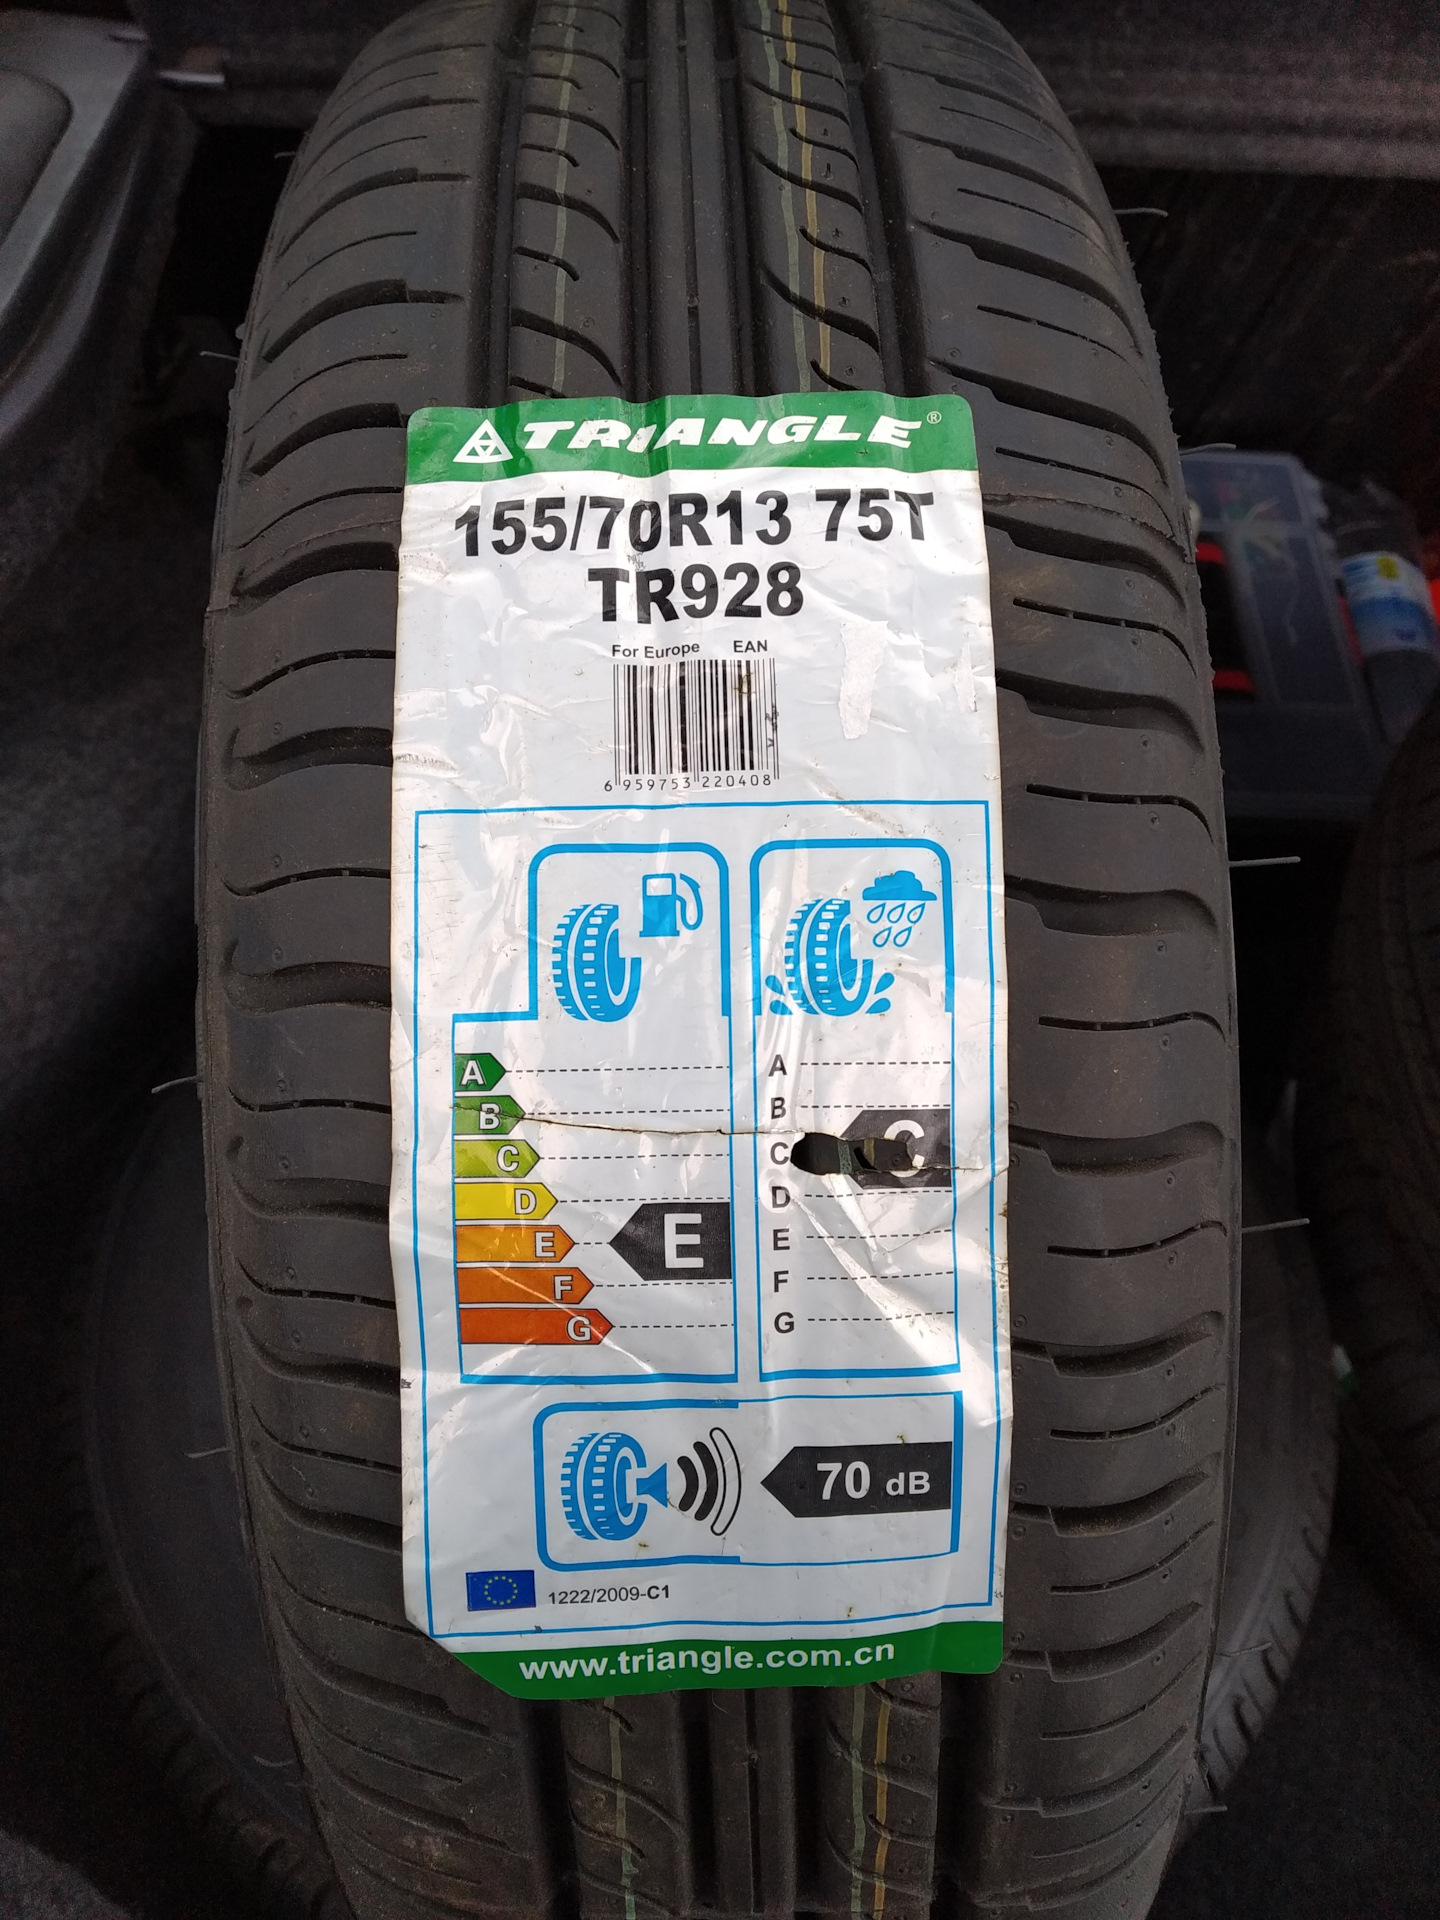 TRIANGLE®
155/70R13 75T
TR928
For Europe EAN
6 959753 220408
A
B
C
D
E
F
G
E
A
B
C
D
E
F
G
C
70 dB
1222/2009-C1
www.triangle.com.cn